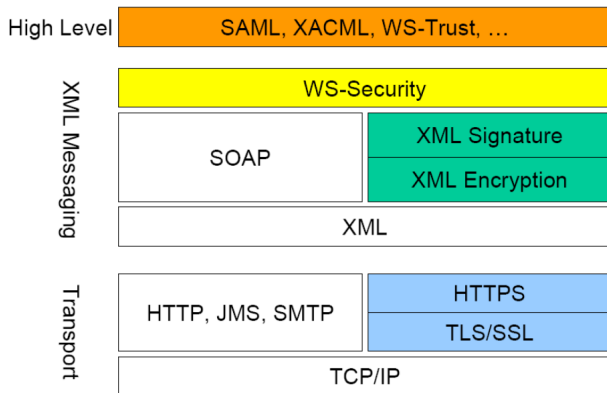 High Level
SAML, XACML, WS-Trust, ...
XML Messaging
WS-Security
SOAP
XML Signature
XML Encryption
XML
Transport
HTTP, JMS, SMTP
HTTPS
TLS/SSL
TCP/IP